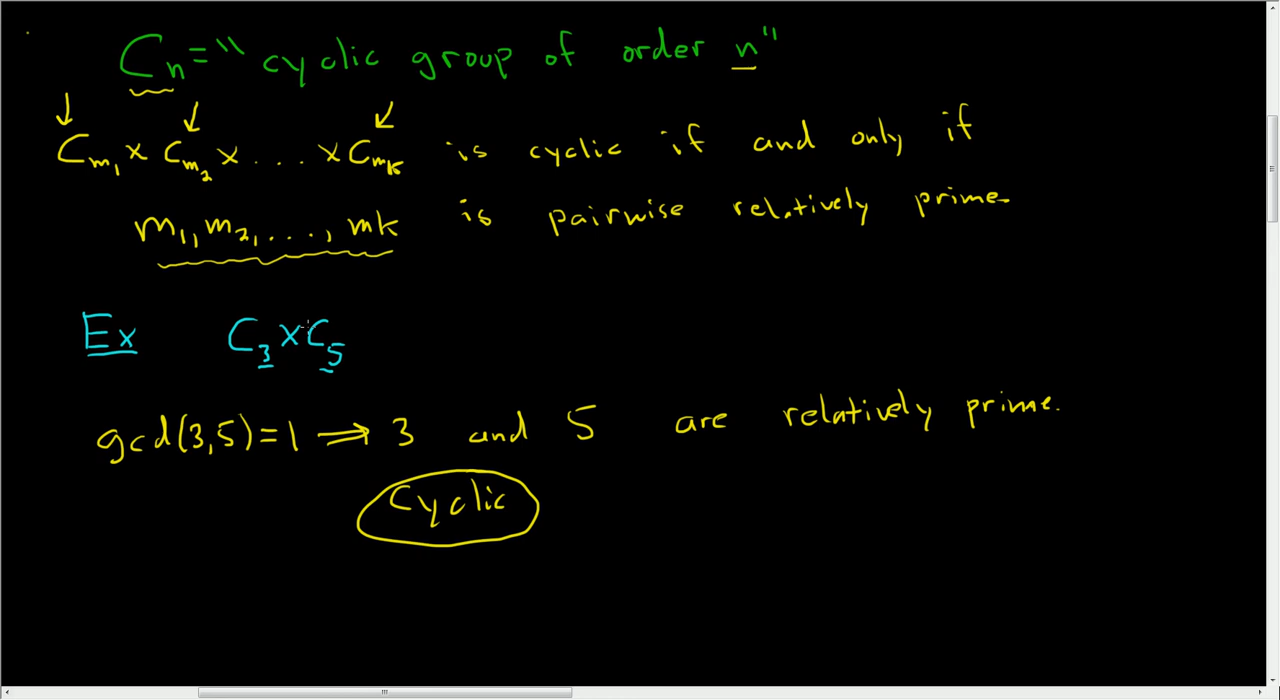 Cₙ = "cyclic group of order n"
Cₘ₁ × Cₘ₂ × . . . × Cₘₖ is cyclic if and only if
m₁, m₂, . . . , mk is pairwise relatively prime.
Ex C₃ × C₅
gcd(3,5) = 1 ⟹ 3 and 5 are relatively prime.
Cyclic